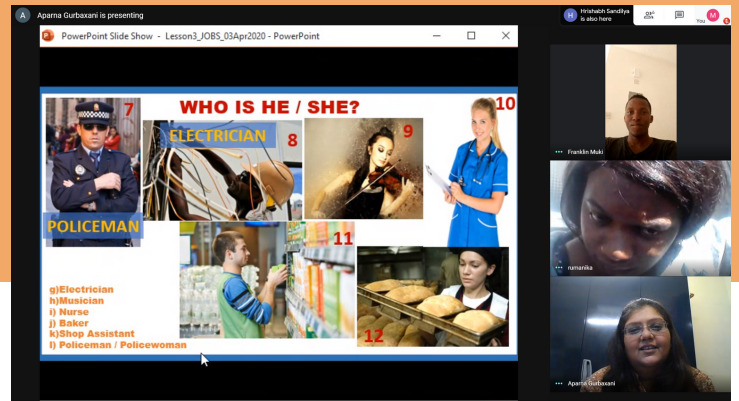 A Aparna Gurbaxani is presenting
H Hrishabh Sandilya
is also here
You M
PowerPoint Slide Show - Lesson3_JOBS_03Apr2020 - PowerPoint
WHO IS HE / SHE?
7
ELECTRICIAN
8
9
10
POLICEMAN
11
12
g)Electrician
h)Musician
i) Nurse
j) Baker
k)Shop Assistant
l) Policeman / Policewoman
Franklin Muki
rumanika
Aparna Gurbaxani